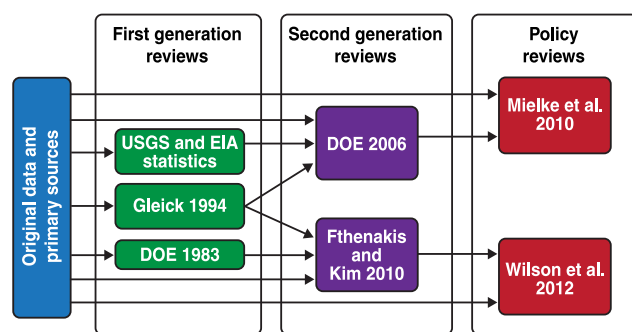 First generation
reviews
Second generation
reviews
Policy
reviews
Original data and
primary sources
USGS and EIA
statistics
Gleick 1994
DOE 1983
DOE 2006
Fthenakis
and
Kim 2010
Mielke et al.
2010
Wilson et al.
2012